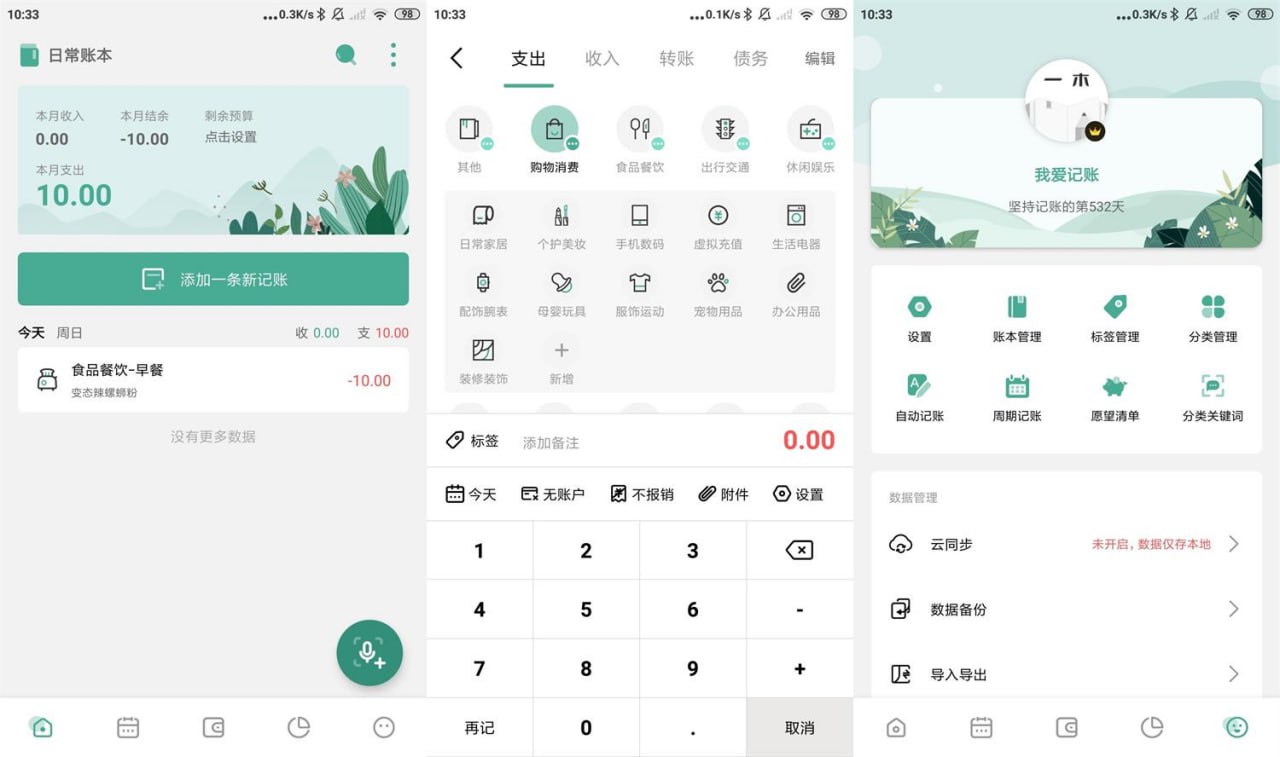 10:33
...0.3K/s
98
日常账本
本月收入
本月结余
剩余预算
0.00
-10.00
点击设置
本月支出
10.00
添加一条新记账
今天 周日
收 0.00 支 10.00
食品餐饮-早餐
-10.00
变态辣螺蛳粉
没有更多数据
10:33
...0.1K/s
98
支出
收入
转账
债务
编辑
其他
购物消费
食品餐饮
出行交通
休闲娱乐
日常家居
个护美妆
手机数码
虚拟充值
生活电器
配饰腕表
母婴玩具
服饰运动
宠物用品
办公用品
装修装饰
新增
标签
添加备注
0.00
今天
无账户
不报销
附件
设置
1
2
3
4
5
6
-
7
8
9
+
再记
0
.
取消
10:33
...0.3K/s
98
一木
我爱记账
坚持记账的第532天
设置
账本管理
标签管理
分类管理
自动记账
周期记账
愿望清单
分类关键词
数据管理
云同步
未开启，数据仅存本地
数据备份
导入导出